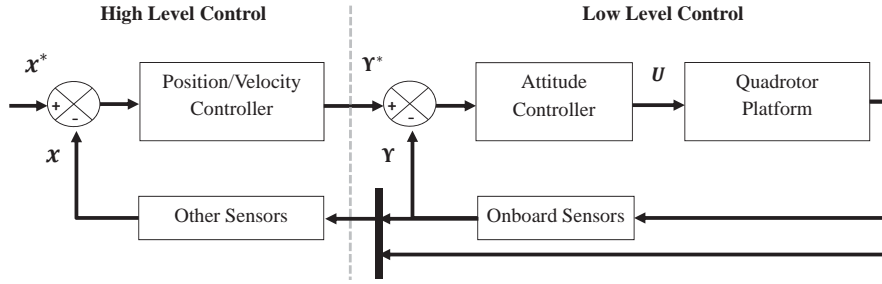 High Level Control
Low Level Control
𝒙*
+
-
𝒙
Position/Velocity
Controller
ϒ*
+
-
ϒ
Attitude
Controller
𝑼
Quadrotor
Platform
Other Sensors
Onboard Sensors